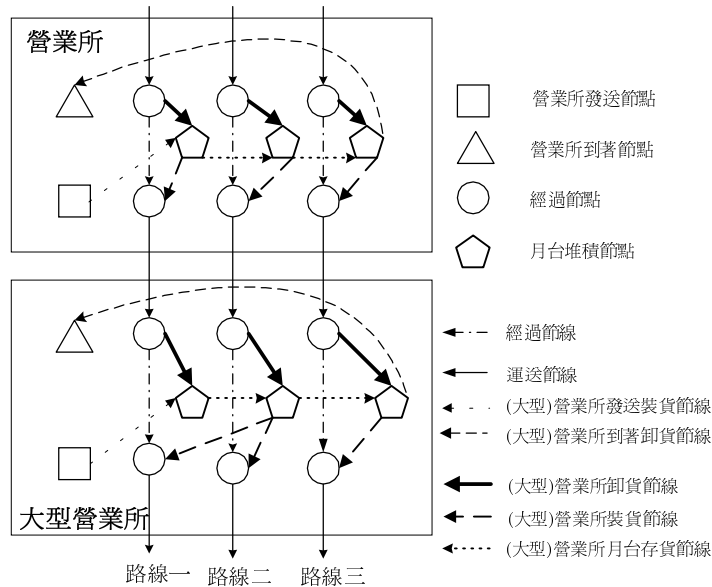 營業所
營業所發送節點
營業所到著節點
經過節點
月台堆積節點
經過節線
運送節線
(大型)營業所發送裝貨節線
(大型)營業所到著卸貨節線
(大型)營業所卸貨節線
(大型)營業所裝貨節線
(大型)營業所月台存貨節線
大型營業所
路線一 路線二 路線三